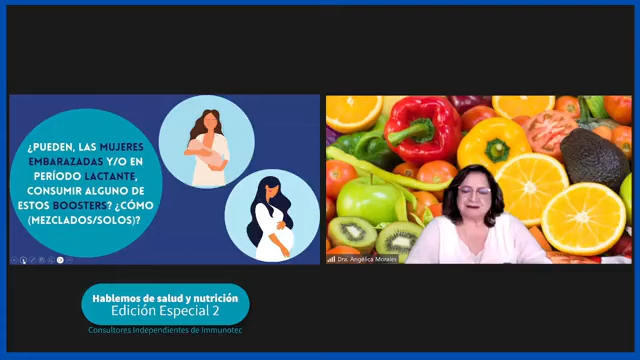 ¿PUEDEN, LAS MUJERES
EMBARAZADAS Y/O EN
PERÍODO LACTANTE,
CONSUMIR ALGUNO DE
ESTOS BOOSTERS? ¿CÓMO
(MEZCLADOS/SOLOS)?
Dra. Angélica Morales
Hablemos de salud y nutrición
Edición Especial 2
Consultores Independientes de Immunotec